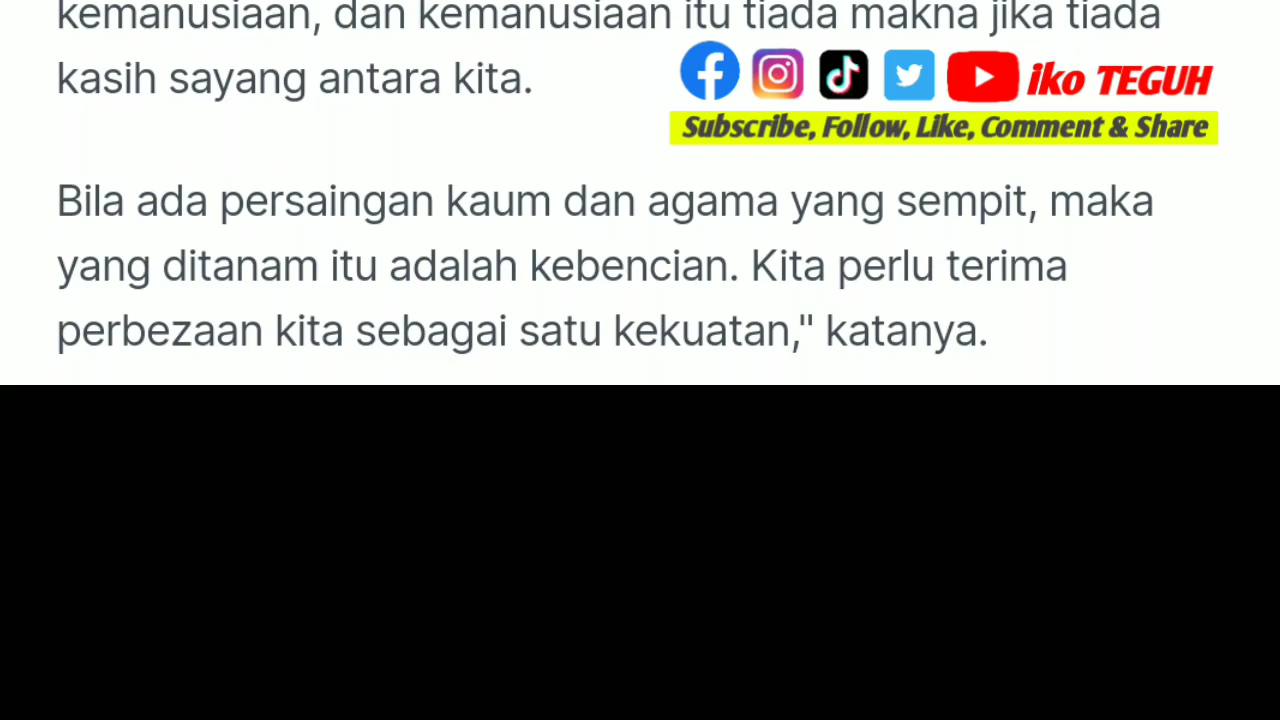 kemanusiaan, dan kemanusiaan itu tiada makna jika tiada
kasih sayang antara kita.
iko TEGUH
Subscribe, Follow, Like, Comment & Share
Bila ada persaingan kaum dan agama yang sempit, maka
yang ditanam itu adalah kebencian. Kita perlu terima
perbezaan kita sebagai satu kekuatan," katanya.